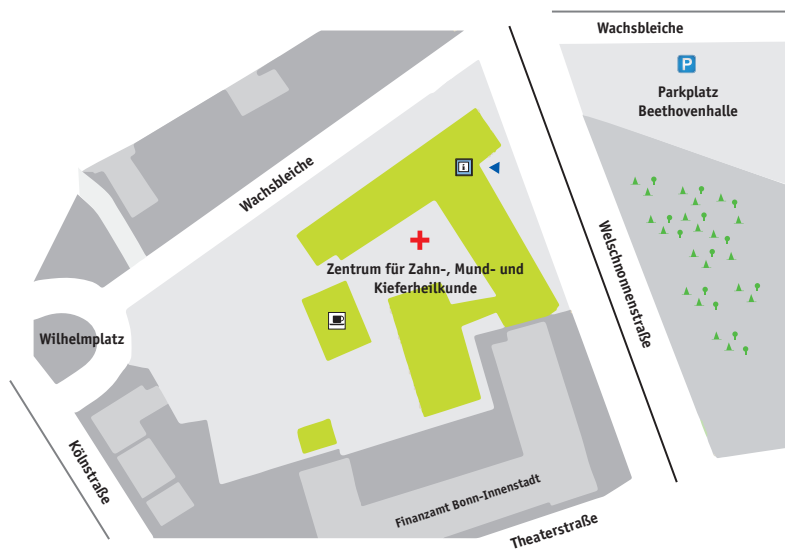 Wachsbleiche
P
Parkplatz
Beethovenhalle
Wachsbleiche
i
Welschnonnenstraße
Zentrum für Zahn-, Mund- und
Kieferheilkunde
Wilhelmplatz
Kölnstraße
Finanzamt Bonn-Innenstadt
Theaterstraße